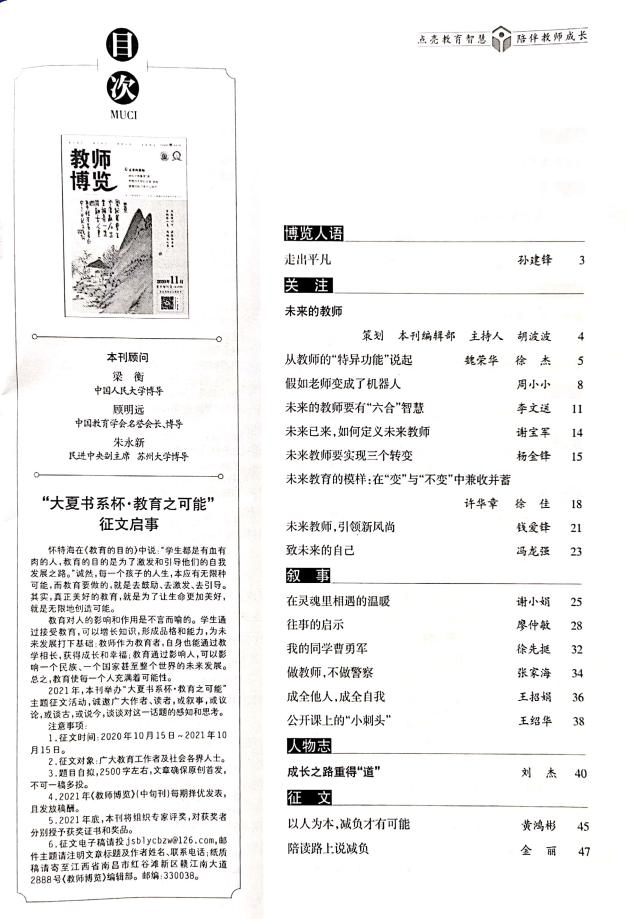 目
次
MUCI
教师
博览
2020年11月
本刊顾问
梁 衡
中国人民大学博导
顾明远
中国教育学会名誉会长、博导
朱永新
民进中央副主席 苏州大学博导
“大夏书系杯·教育之可能”
征文启事
怀特海在《教育的目的》中说:“学生都是有血有
肉的人,教育的目的是为了激发和引导他们的自我
发展之路。”诚然,每一个孩子的人生,本应有无限种
可能,而教育要做的,就是去鼓励、去激发、去引导。
其实,真正美好的教育,就是为了让生命更加美好,
就是无限地创造可能。
教育对人的影响和作用是不言而喻的。学生通
过接受教育,可以增长知识,形成品格和能力,为未
来发展打下基础;教师作为教育者,自身也能通过教
学相长,获得成长和幸福;教育通过影响人,可以影
响一个民族、一个国家甚至整个世界的未来发展。
总之,教育使每一个人充满着可能性。
2021年,本刊举办“大夏书系杯·教育之可能”
主题征文活动,诚邀广大作者、读者,或叙事,或议
论,或谈古,或说今,谈谈对这一话题的感知和思考。
注意事项:
1.征文时间:2020年10月15日~2021年10
月15日。
2.征文对象:广大教育工作者及社会各界人士。
3.题目自拟,2500字左右,文章确保原创首发,
不可一稿多投。
4.2021年《教师博览》(中旬刊)每期择优发表,
且发放稿酬。
5.2021年底,本刊将组织专家评奖,对获奖者
分别授予获奖证书和奖品。
6.征文电子稿请投jsblycbzw@126.com,邮
件主题请注明文章标题及作者姓名、联系电话;纸质
稿请寄至江西省南昌市红谷滩新区赣江南大道
2888号《教师博览》编辑部。邮编:330038。
点亮教育智慧 陪伴教师成长
博览人语
走出平凡 孙建锋 3
关 注
未来的教师
策划 本刊编辑部 主持人 胡波波 4
从教师的“特异功能”说起 魏荣华 徐 杰 5
假如老师变成了机器人 周小小 8
未来的教师要有“六合”智慧 李文送 11
未来已来,如何定义未来教师 谢宝军 14
未来教师要实现三个转变 杨金锋 15
未来教育的模样:在“变”与“不变”中兼收并蓄
许华章 徐 佳 18
未来教师,引领新风尚 钱爱锋 21
致未来的自己 冯龙强 23
叙 事
在灵魂里相遇的温暖 谢小娟 25
往事的启示 廖仲敏 28
我的同学曹勇军 徐先挺 32
做教师,不做警察 张家海 34
成全他人,成全自我 王招娟 36
公开课上的“小刺头” 王绍华 38
人物志
成长之路重得“道” 刘 杰 40
征 文
以人为本,减负才有可能 黄鸿彬 45
陪读路上说减负 金 丽 47